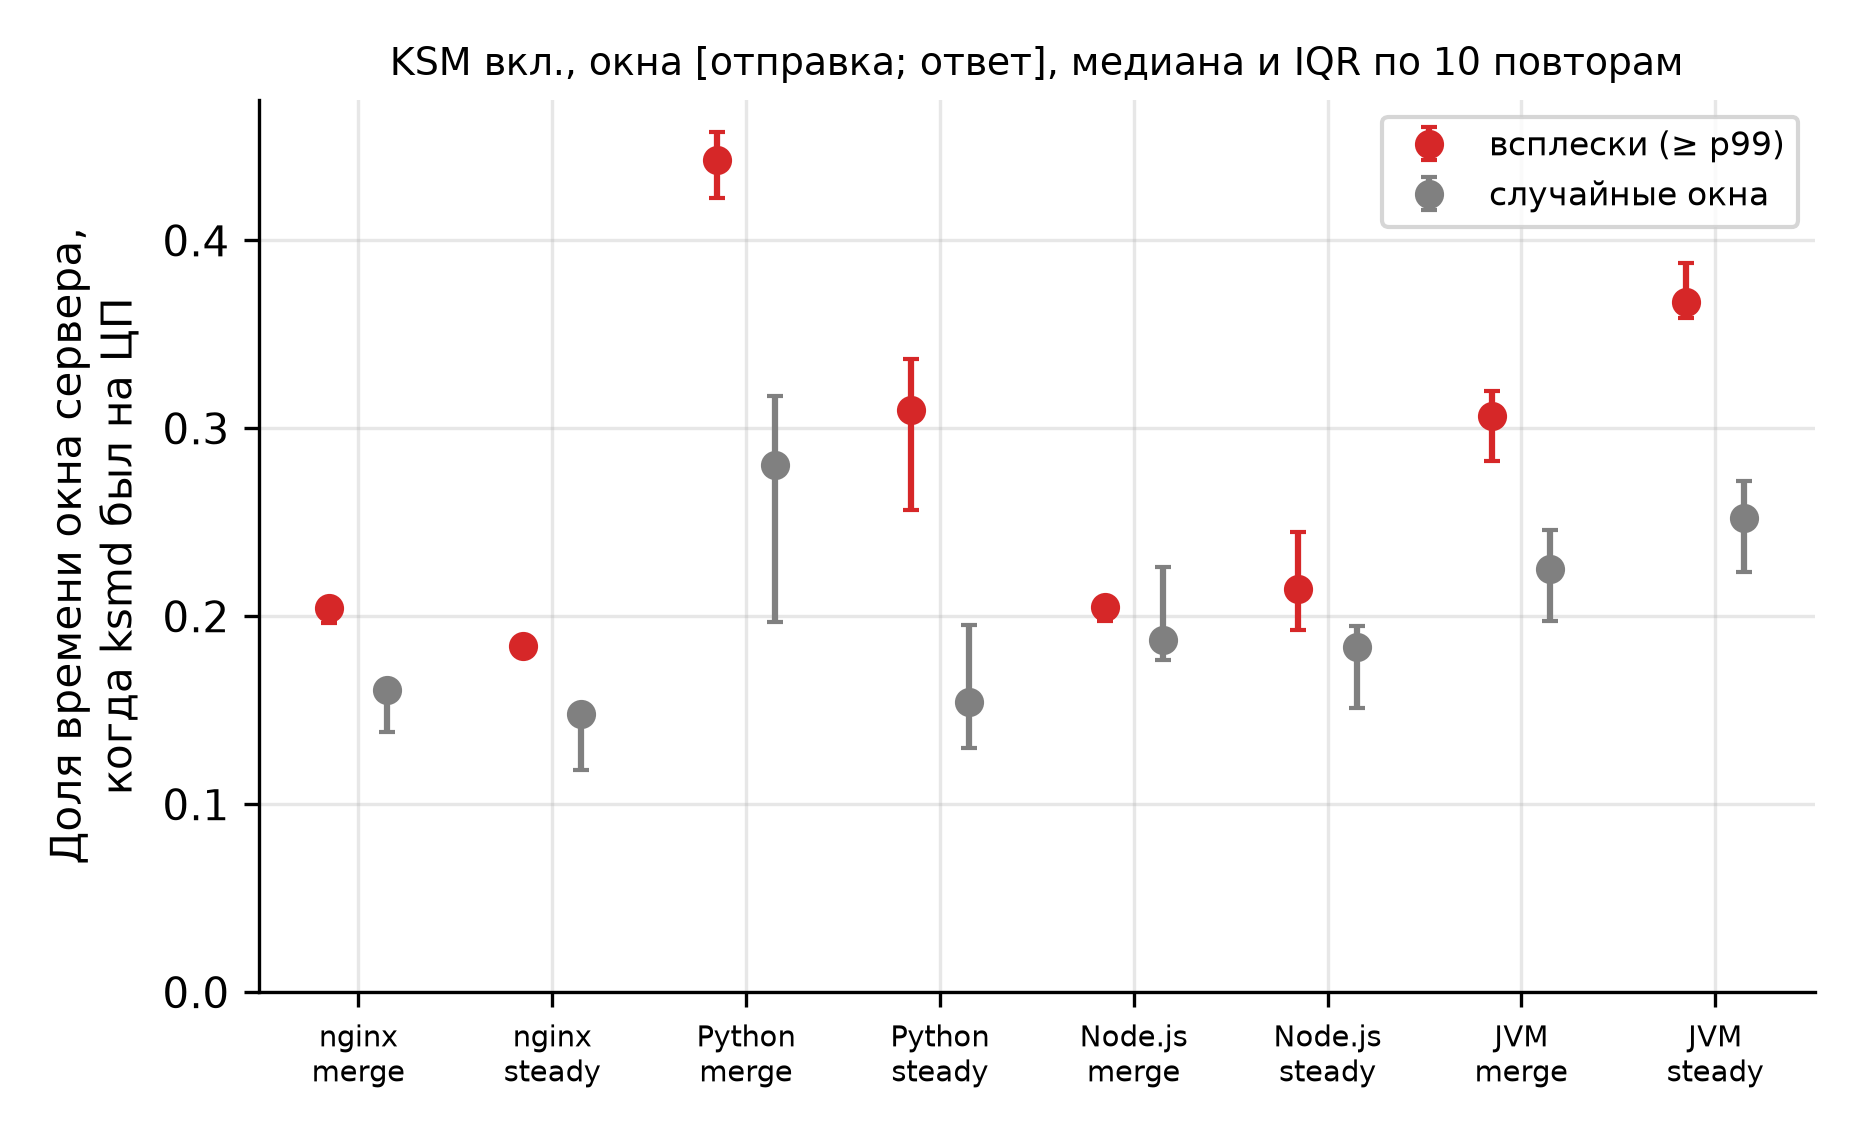 KSM вкл., окна [отправка; ответ], медиана и IQR по 10 повторам
всплески (≥ p99)
случайные окна
Доля времени окна сервера,
когда ksmd был на ЦП
0.4
0.3
0.2
0.1
0.0
nginx
merge
nginx
steady
Python
merge
Python
steady
Node.js
merge
Node.js
steady
JVM
merge
JVM
steady